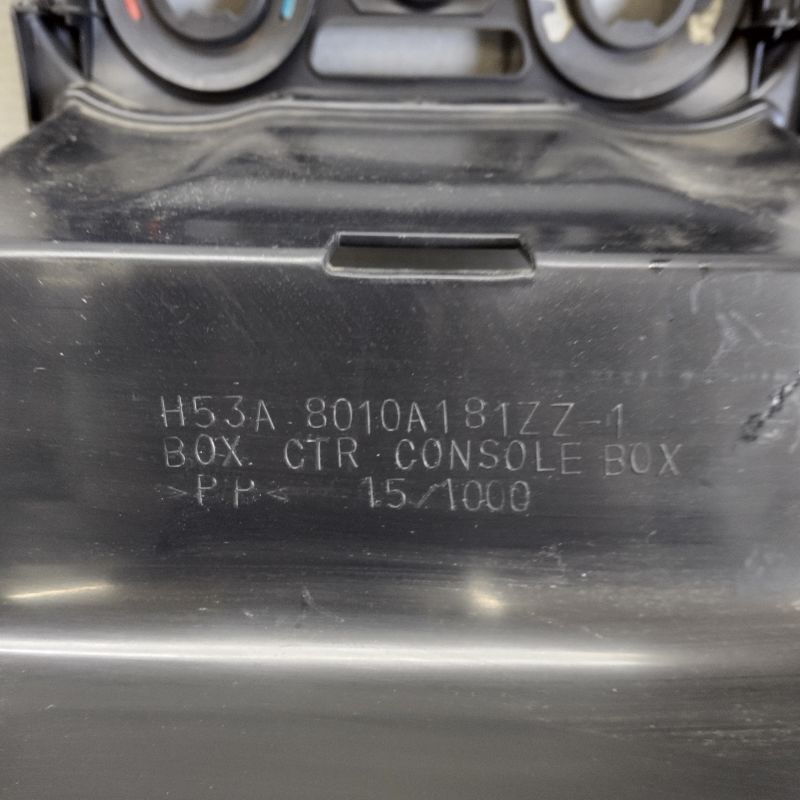 H53A 8010A181ZZ-1
BOX. CTR CONSOLE BOX
>PP< 15/1000